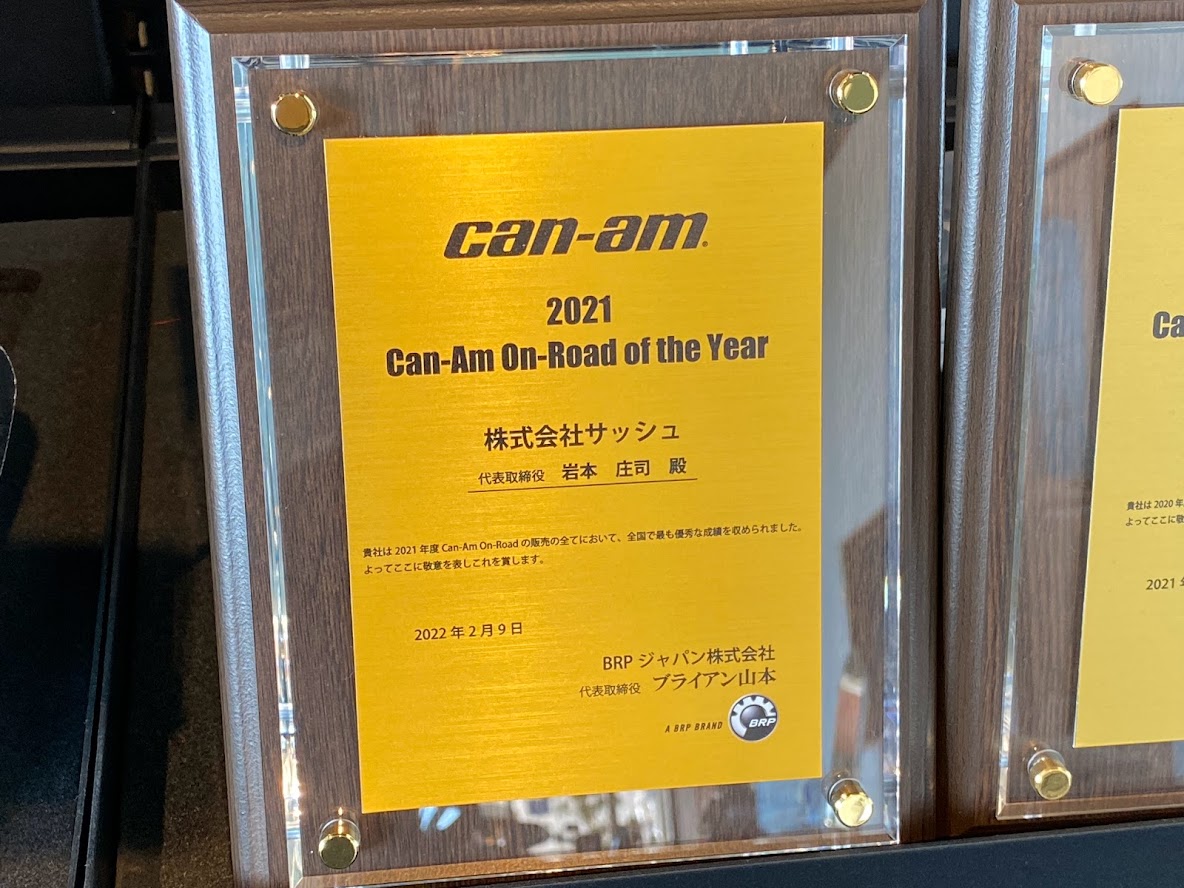 can-am
2021
Can-Am On-Road of the Year
株式会社サッシュ
代表取締役 岩本 庄司 殿
貴社は 2021 年度 Can-Am On-Road の販売の全てにおいて、全国で最も優秀な成績を収められました。
よってここに敬意を表しこれを賞します。
2022 年 2 月 9 日
BRP ジャパン株式会社
代表取締役 ブライアン山本
A BRP BRAND
BRP
Ca
貴社は 2020 年
よってここに敬
2021